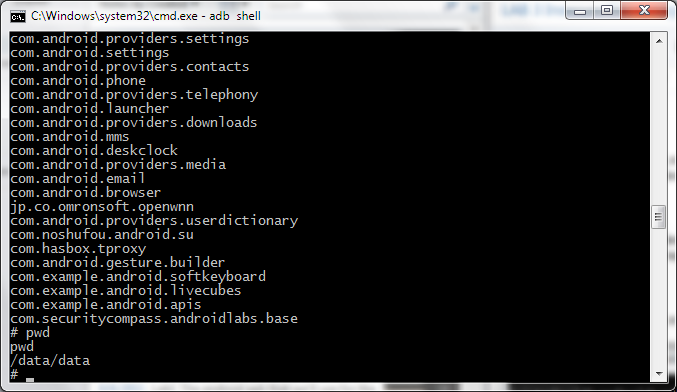 C:\Windows\system32\cmd.exe - adb shell
com.android.providers.settings
com.android.settings
com.android.providers.contacts
com.android.phone
com.android.providers.telephony
com.android.launcher
com.android.providers.downloads
com.android.mms
com.android.deskclock
com.android.providers.media
com.android.email
com.android.browser
jp.co.omronsoft.openwnn
com.android.providers.userdictionary
com.noshufou.android.su
com.hasbox.tproxy
com.android.gesture.builder
com.example.android.softkeyboard
com.example.android.livecubes
com.example.android.apis
com.securitycompass.androidlabs.base
# pwd
pwd
/data/data
#